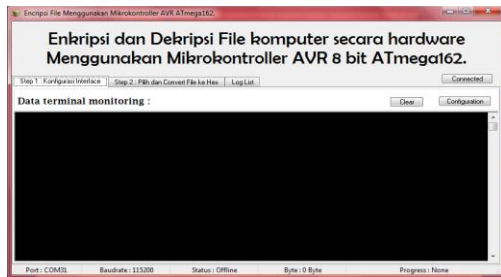 Encripsi File Menggunakan Mikrokontroller AVR ATmega162.
Enkripsi dan Dekripsi File komputer secara hardware
Menggunakan Mikrokontroller AVR 8 bit ATmega162.
Step 1 : Konfigurasi Interface Step 2 : Pilih dan Convert File ke Hex Log List Connected
Data terminal monitoring : Clear Configuration
Port : COM31 Baudrate : 115200 Status : Offline Byte : 0 Byte Progress : None